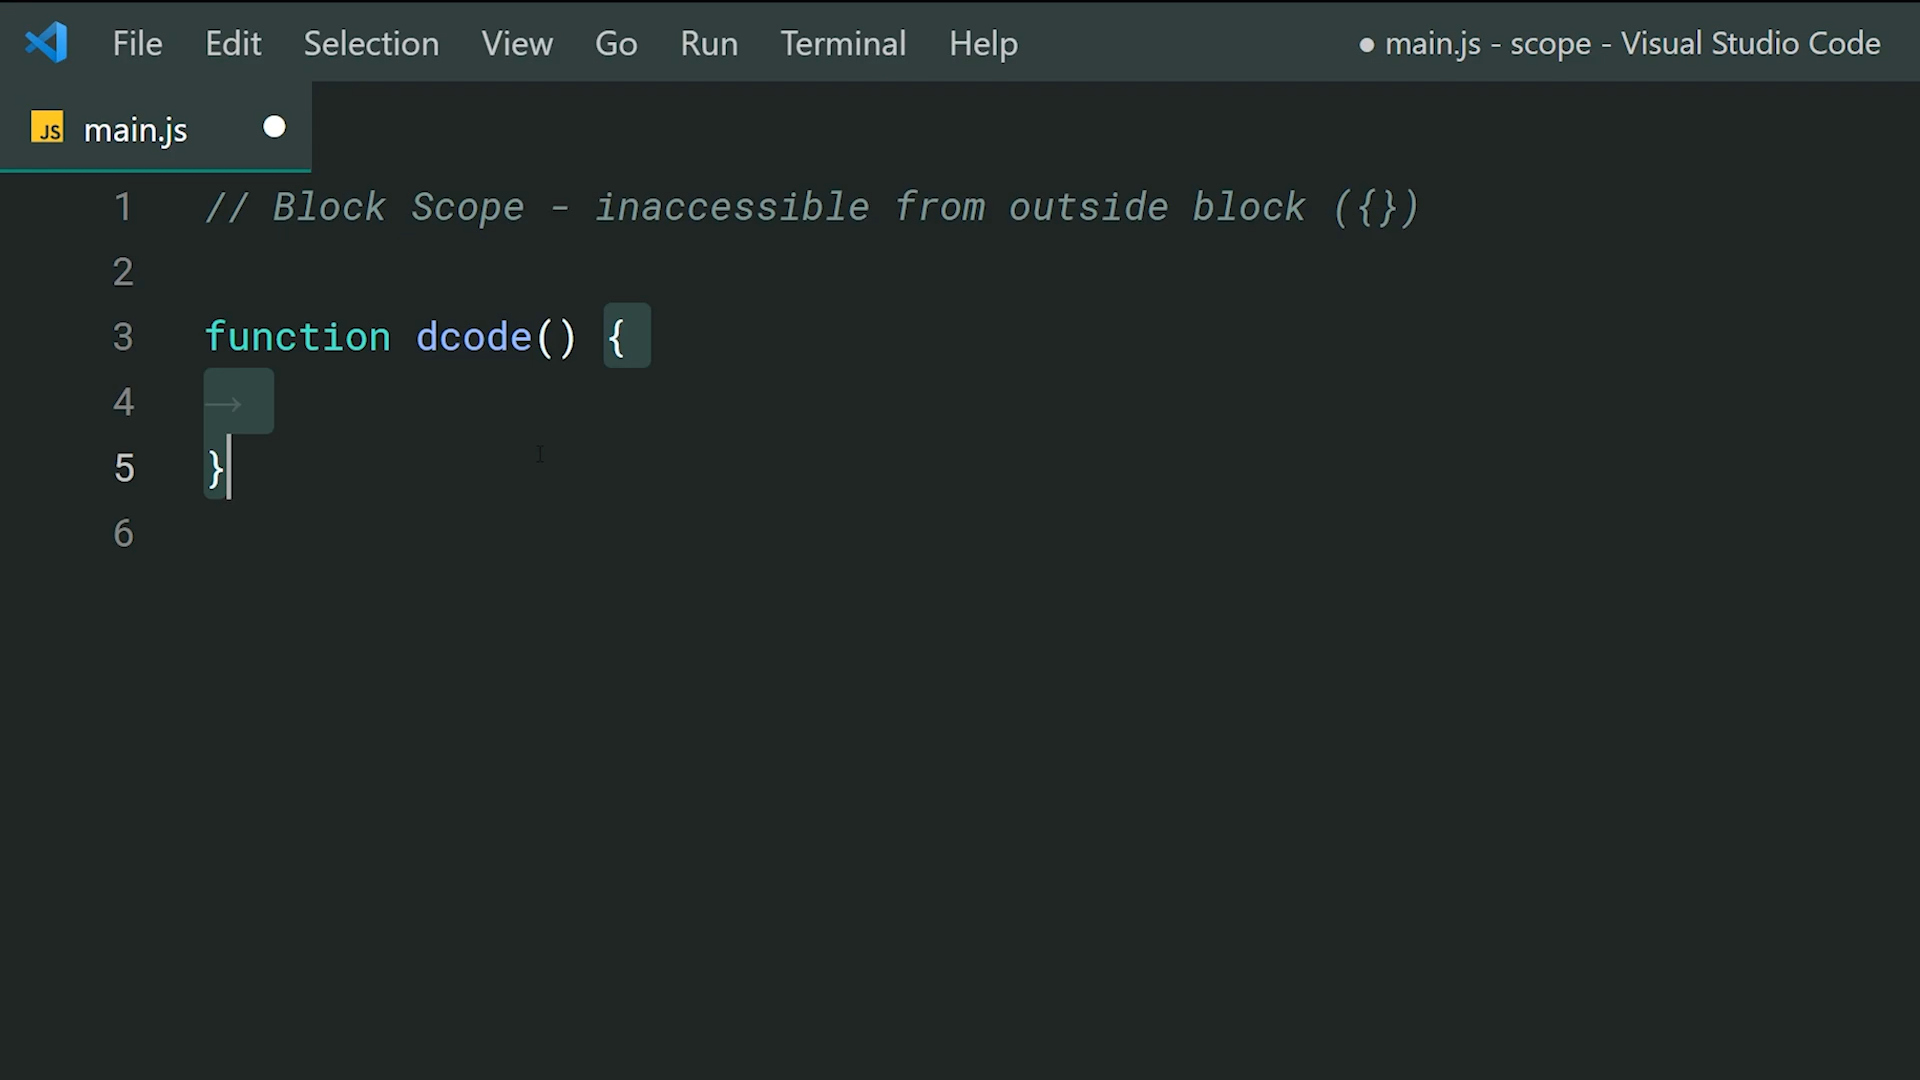 File Edit Selection View Go Run Terminal Help ● main.js - scope - Visual Studio Code
JS main.js ●
1 // Block Scope - inaccessible from outside block ({})
2
3 function dcode() {
4 →
5 }
6